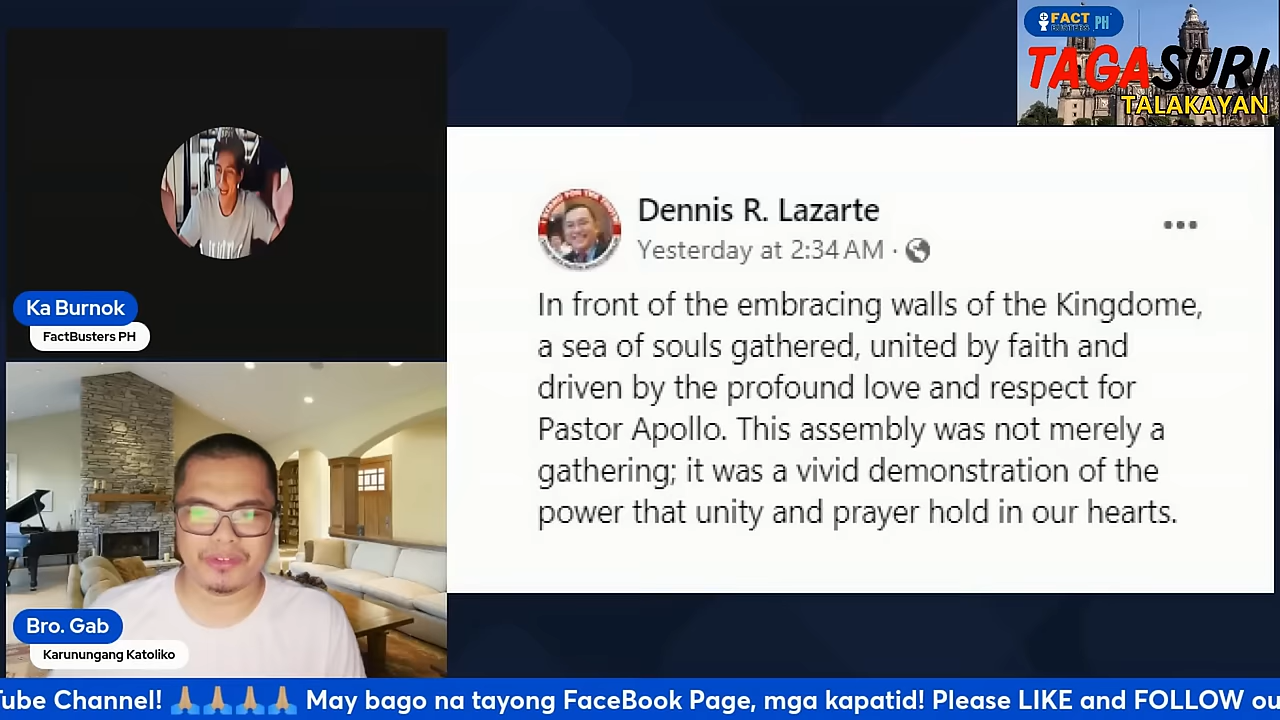 FACT
PH
TAGASURI
TALAKAYAN
Dennis R. Lazarte
Yesterday at 2:34 AM ·
In front of the embracing walls of the Kingdome,
a sea of souls gathered, united by faith and
driven by the profound love and respect for
Pastor Apollo. This assembly was not merely a
gathering; it was a vivid demonstration of the
power that unity and prayer hold in our hearts.
Ka Burnok
FactBusters PH
Bro. Gab
Karunungang Katoliko
Tube Channel! 🙏🙏🙏🙏 May bago na tayong FaceBook Page, mga kapatid! Please LIKE and FOLLOW ou